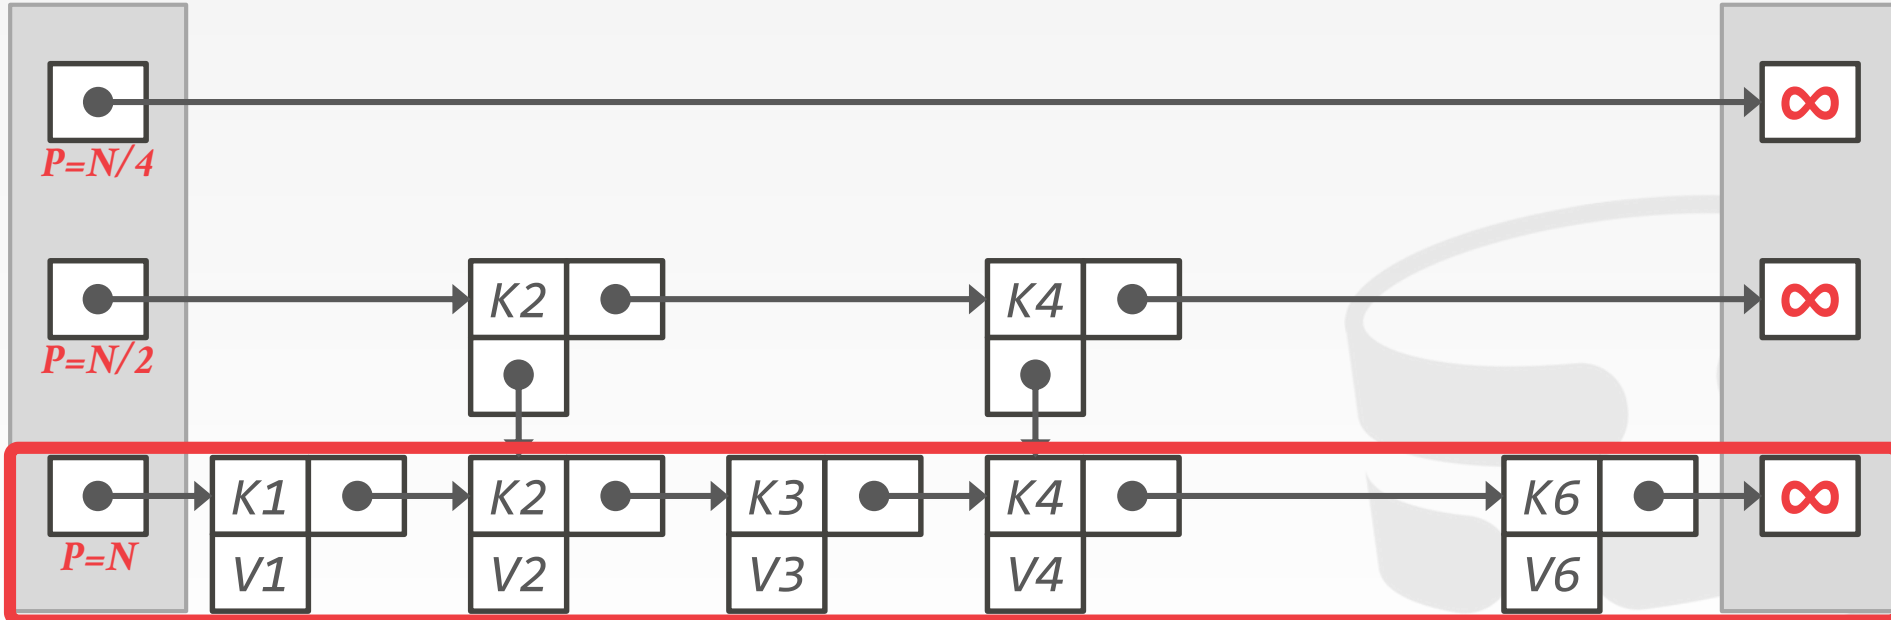 ∞
P=N/4
K2 K4 ∞
P=N/2
K1 K2 K3 K4 K6 ∞
P=N
V1 V2 V3 V4 V6